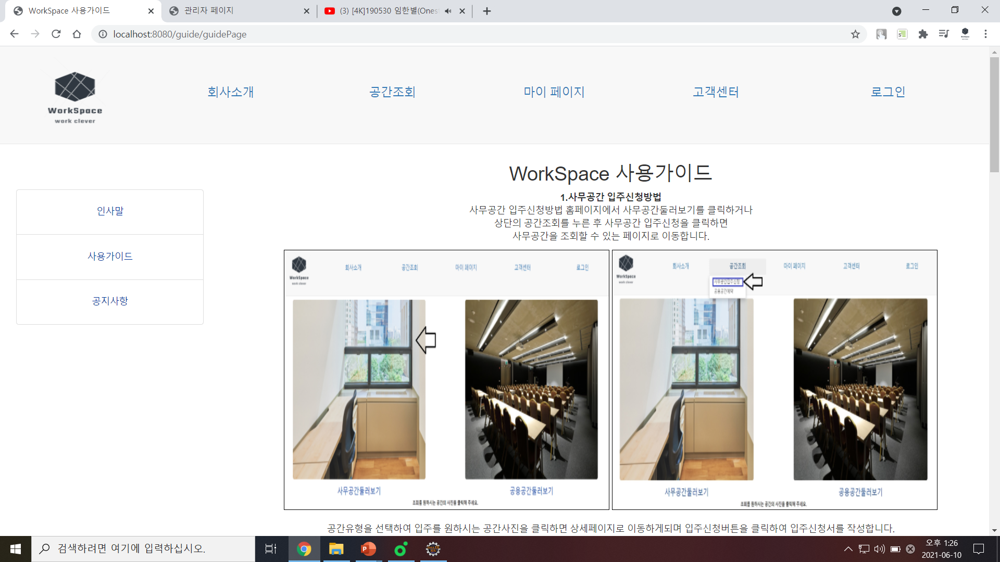 WorkSpace 사용가이드
관리자 페이지
(3) [4K]190530 임한별(Ones
localhost:8080/guide/guidePage
WorkSpace
work clever
회사소개
공간조회
마이 페이지
고객센터
로그인
인사말
사용가이드
공지사항
WorkSpace 사용가이드
1.사무공간 입주신청방법
사무공간 입주신청방법 홈페이지에서 사무공간둘러보기를 클릭하거나
상단의 공간조회를 누른 후 사무공간 입주신청을 클릭하면
사무공간을 조회할 수 있는 페이지로 이동합니다.
WorkSpace
work clever
회사소개
공간조회
마이 페이지
고객센터
로그인
사무공간둘러보기
공용공간둘러보기
조회를 원하시는 공간의 사진을 클릭해 주세요.
WorkSpace
work clever
회사소개
공간조회
마이 페이지
고객센터
로그인
사무공간입주신청
공용공간예약
사무공간둘러보기
공용공간둘러보기
조회를 원하시는 공간의 사진을 클릭해 주세요.
공간유형을 선택하여 입주를 원하시는 공간사진을 클릭하면 상세페이지로 이동하게되며 입주신청버튼을 클릭하여 입주신청서를 작성합니다.
검색하려면 여기에 입력하십시오.
오후 1:26
2021-06-10